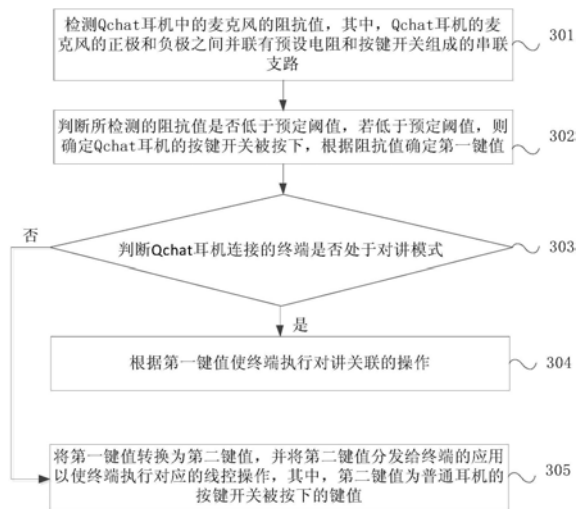 检测Qchat耳机中的麦克风的阻抗值，其中，Qchat耳机的麦
克风的正极和负极之间并联有预设电阻和按键开关组成的串联
支路
301
判断所检测的阻抗值是否低于预定阈值，若低于预定阈值，则
确定Qchat耳机的按键开关被按下，根据阻抗值确定第一键值
302
否
判断Qchat耳机连接的终端是否处于对讲模式
303
是
根据第一键值使终端执行对讲关联的操作
304
将第一键值转换为第二键值，并将第二键值分发给终端的应用
以使终端执行对应的线控操作，其中，第二键值为普通耳机的
按键开关被按下的键值
305